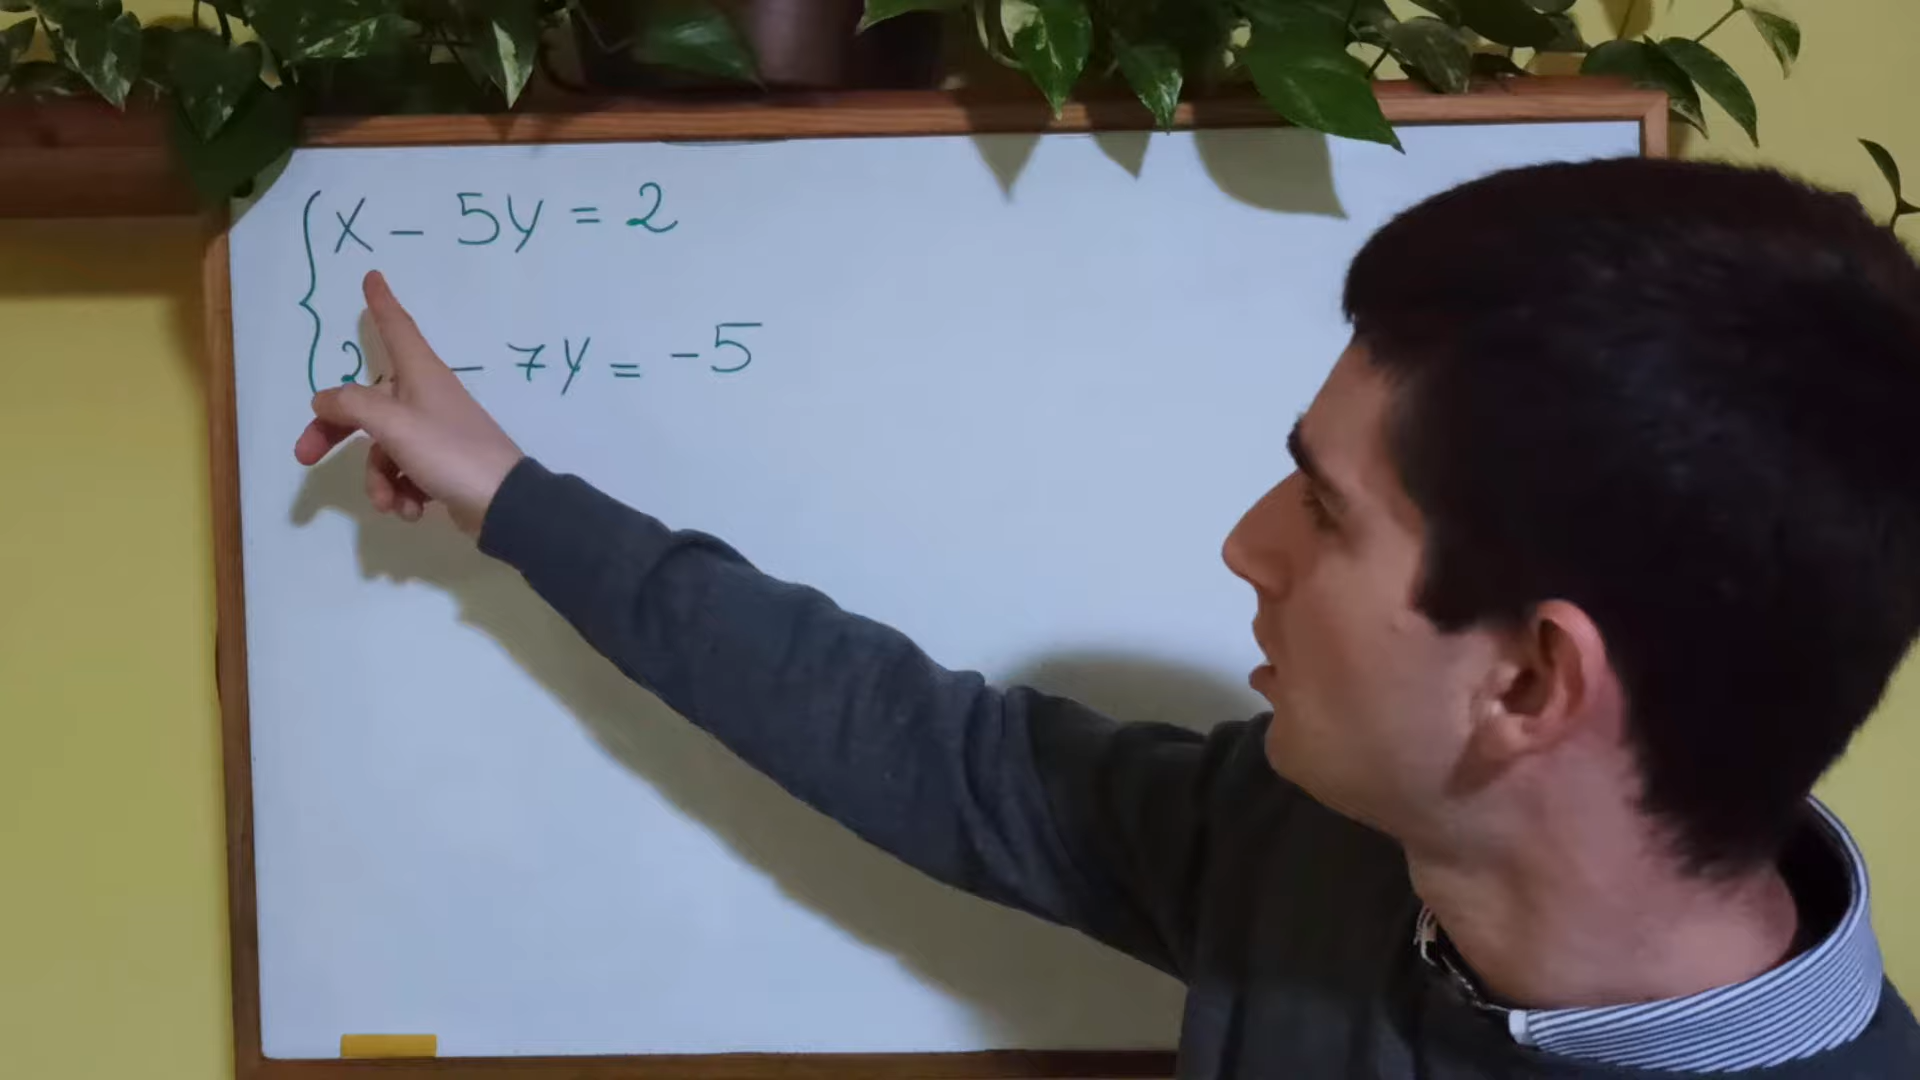 x - 5y = 2
2 - 7y = -5